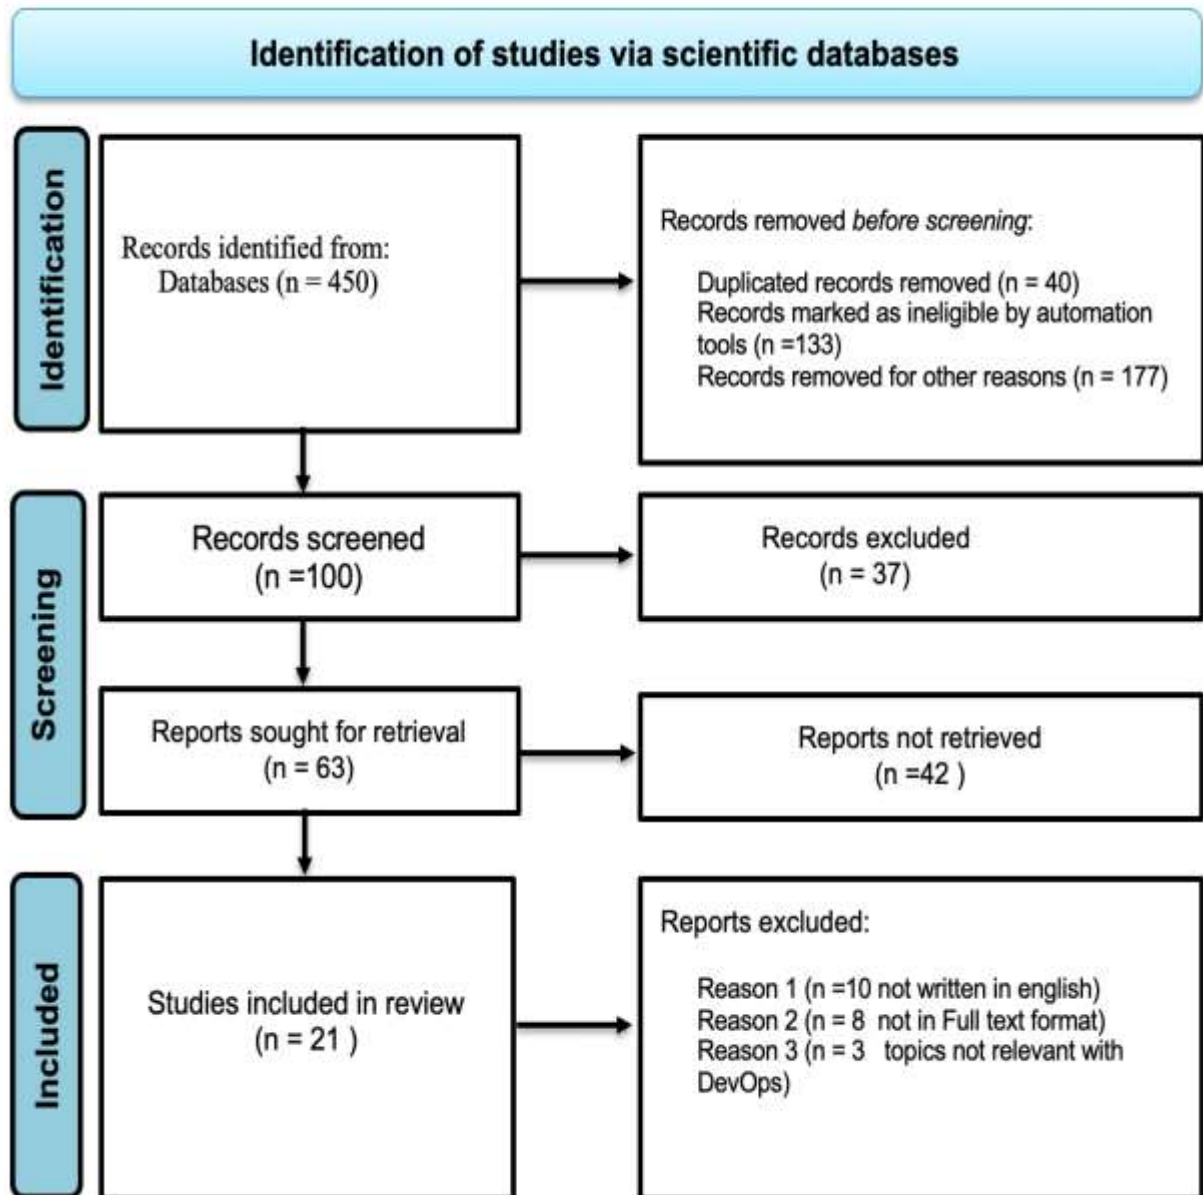 Identification of studies via scientific databases
Identification
Records identified from:
Databases (n = 450)
Records removed before screening:
Duplicated records removed (n = 40)
Records marked as ineligible by automation
tools (n =133)
Records removed for other reasons (n = 177)
Screening
Records screened
(n =100)
Records excluded
(n = 37)
Reports sought for retrieval
(n = 63)
Reports not retrieved
(n =42 )
Included
Studies included in review
(n = 21 )
Reports excluded:
Reason 1 (n =10 not written in english)
Reason 2 (n = 8 not in Full text format)
Reason 3 (n = 3 topics not relevant with
DevOps)